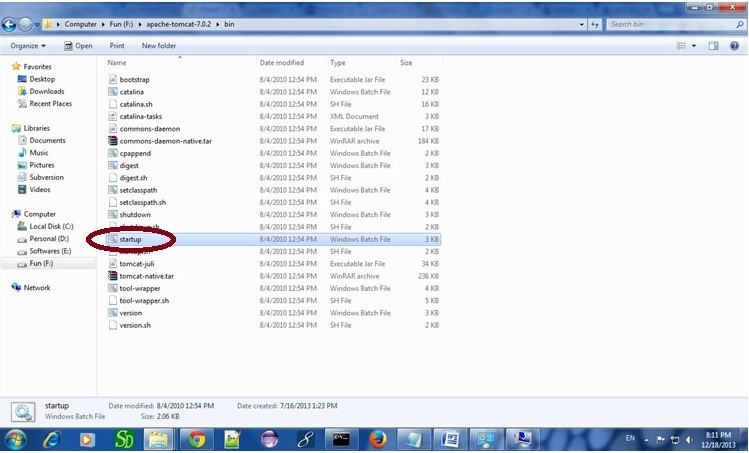 Computer ▸ Fun (F:) ▸ apache-tomcat-7.0.2 ▸ bin Search bin
Organize Open Print New folder
Name Date modified Type Size
Favorites
Desktop
Downloads
Recent Places
Libraries
Documents
Music
Pictures
Subversion
Videos
Computer
Local Disk (C:)
Personal (D:)
Softwares (E:)
Fun (F:)
Network
bootstrap 8/4/2010 12:54 PM Executable Jar File 23 KB
catalina 8/4/2010 12:54 PM Windows Batch File 12 KB
catalina.sh 8/4/2010 12:54 PM SH File 16 KB
catalina-tasks 8/4/2010 12:54 PM XML Document 3 KB
commons-daemon 8/4/2010 12:54 PM Executable Jar File 17 KB
commons-daemon-native.tar 8/4/2010 12:54 PM WinRAR archive 184 KB
cpappend 8/4/2010 12:54 PM Windows Batch File 2 KB
digest 8/4/2010 12:54 PM Windows Batch File 3 KB
digest.sh 8/4/2010 12:54 PM SH File 2 KB
setclasspath 8/4/2010 12:54 PM Windows Batch File 4 KB
setclasspath.sh 8/4/2010 12:54 PM SH File 4 KB
shutdown 8/4/2010 12:54 PM Windows Batch File 3 KB
shutdown.sh 8/4/2010 12:54 PM SH File 2 KB
startup 8/4/2010 12:54 PM Windows Batch File 3 KB
startup.sh 8/4/2010 12:54 PM SH File 2 KB
tomcat-juli 8/4/2010 12:54 PM Executable Jar File 34 KB
tomcat-native.tar 8/4/2010 12:54 PM WinRAR archive 236 KB
tool-wrapper 8/4/2010 12:54 PM Windows Batch File 4 KB
tool-wrapper.sh 8/4/2010 12:54 PM SH File 5 KB
version 8/4/2010 12:54 PM Windows Batch File 3 KB
version.sh 8/4/2010 12:54 PM SH File 2 KB
startup Date modified: 8/4/2010 12:54 PM Date created: 7/16/2013 1:23 PM
Windows Batch File Size: 2.06 KB
EN 8:11 PM
12/18/2013